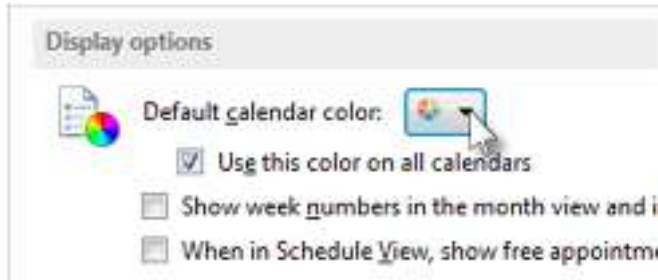 Display options
Default calendar color:
Use this color on all calendars
Show week numbers in the month view and i
When in Schedule View, show free appointme